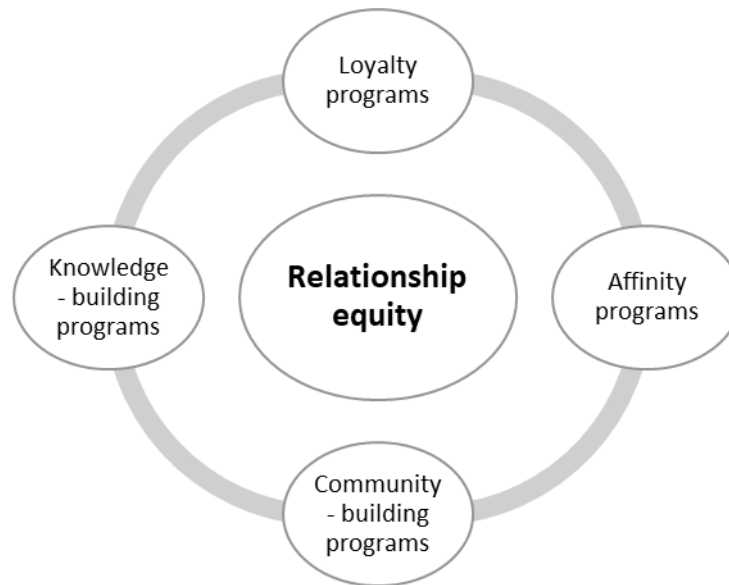 Loyalty
programs
Knowledge
- building
programs
Relationship
equity
Affinity
programs
Community
- building
programs